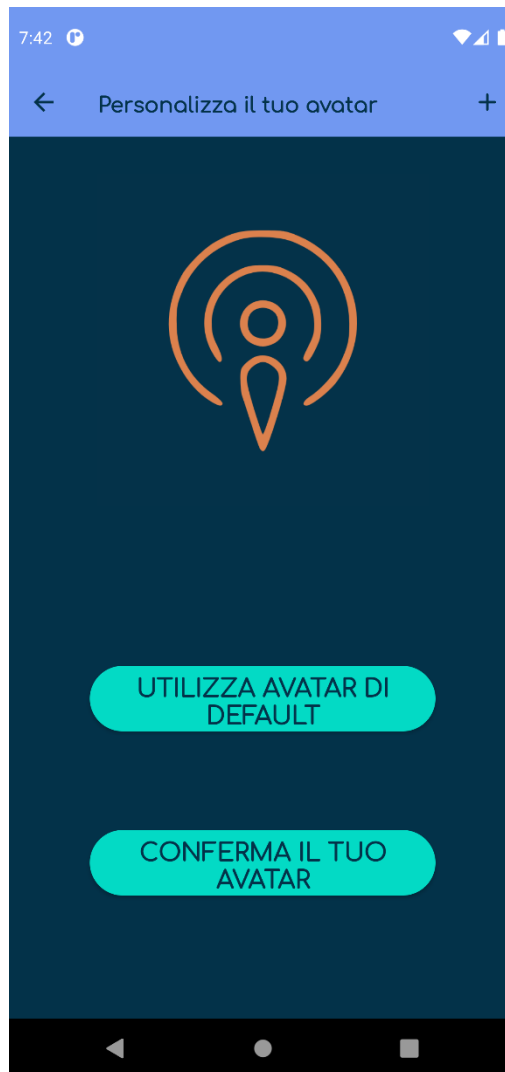 7:42
Personalizza il tuo avatar
UTILIZZA AVATAR DI
DEFAULT
CONFERMA IL TUO
AVATAR